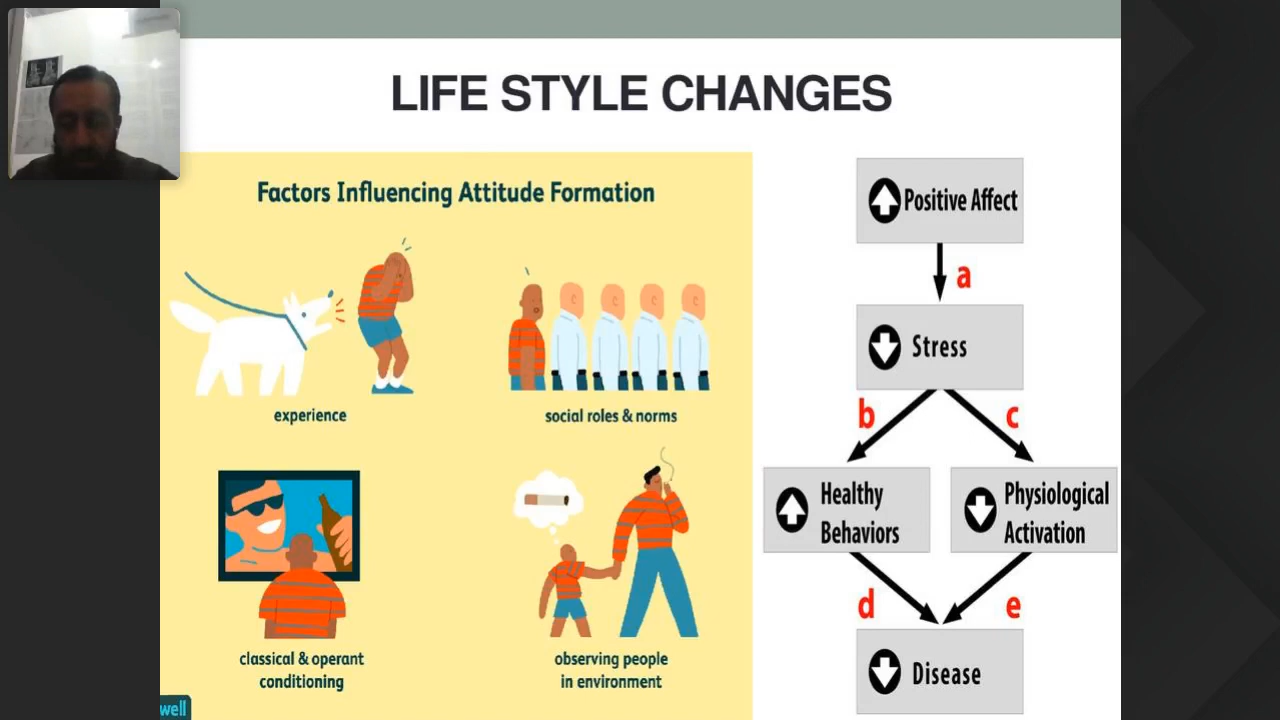 LIFE STYLE CHANGES
Factors Influencing Attitude Formation
experience
social roles & norms
classical & operant
conditioning
observing people
in environment
well
Positive Affect
a
Stress
b
c
Healthy
Behaviors
Physiological
Activation
d
e
Disease